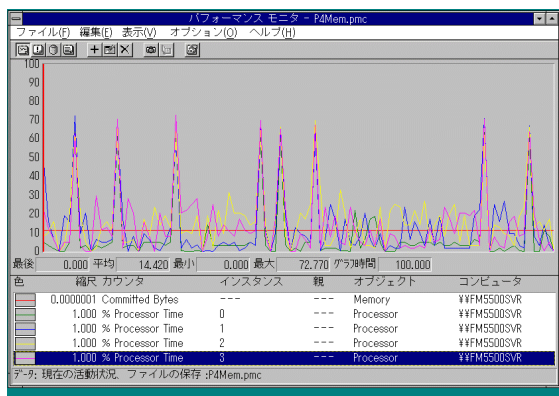 パフォーマンス モニタ - P4Mem.pmc
ファイル(F) 編集(E) 表示(V) オプション(O) ヘルプ(H)
100
90
80
70
60
50
40
30
20
10
0
最後 0.000 平均 14.420 最小 0.000 最大 72.770 グラフ時間 100.000
色 縮尺 カウンタ インスタンス 親 オブジェクト コンピュータ
0.0000001 Committed Bytes --- --- Memory ¥¥FM5500SVR
1.000 % Processor Time 0 --- Processor ¥¥FM5500SVR
1.000 % Processor Time 1 --- Processor ¥¥FM5500SVR
1.000 % Processor Time 2 --- Processor ¥¥FM5500SVR
1.000 % Processor Time 3 --- Processor ¥¥FM5500SVR
データ: 現在の活動状況. ファイルの保存 :P4Mem.pmc